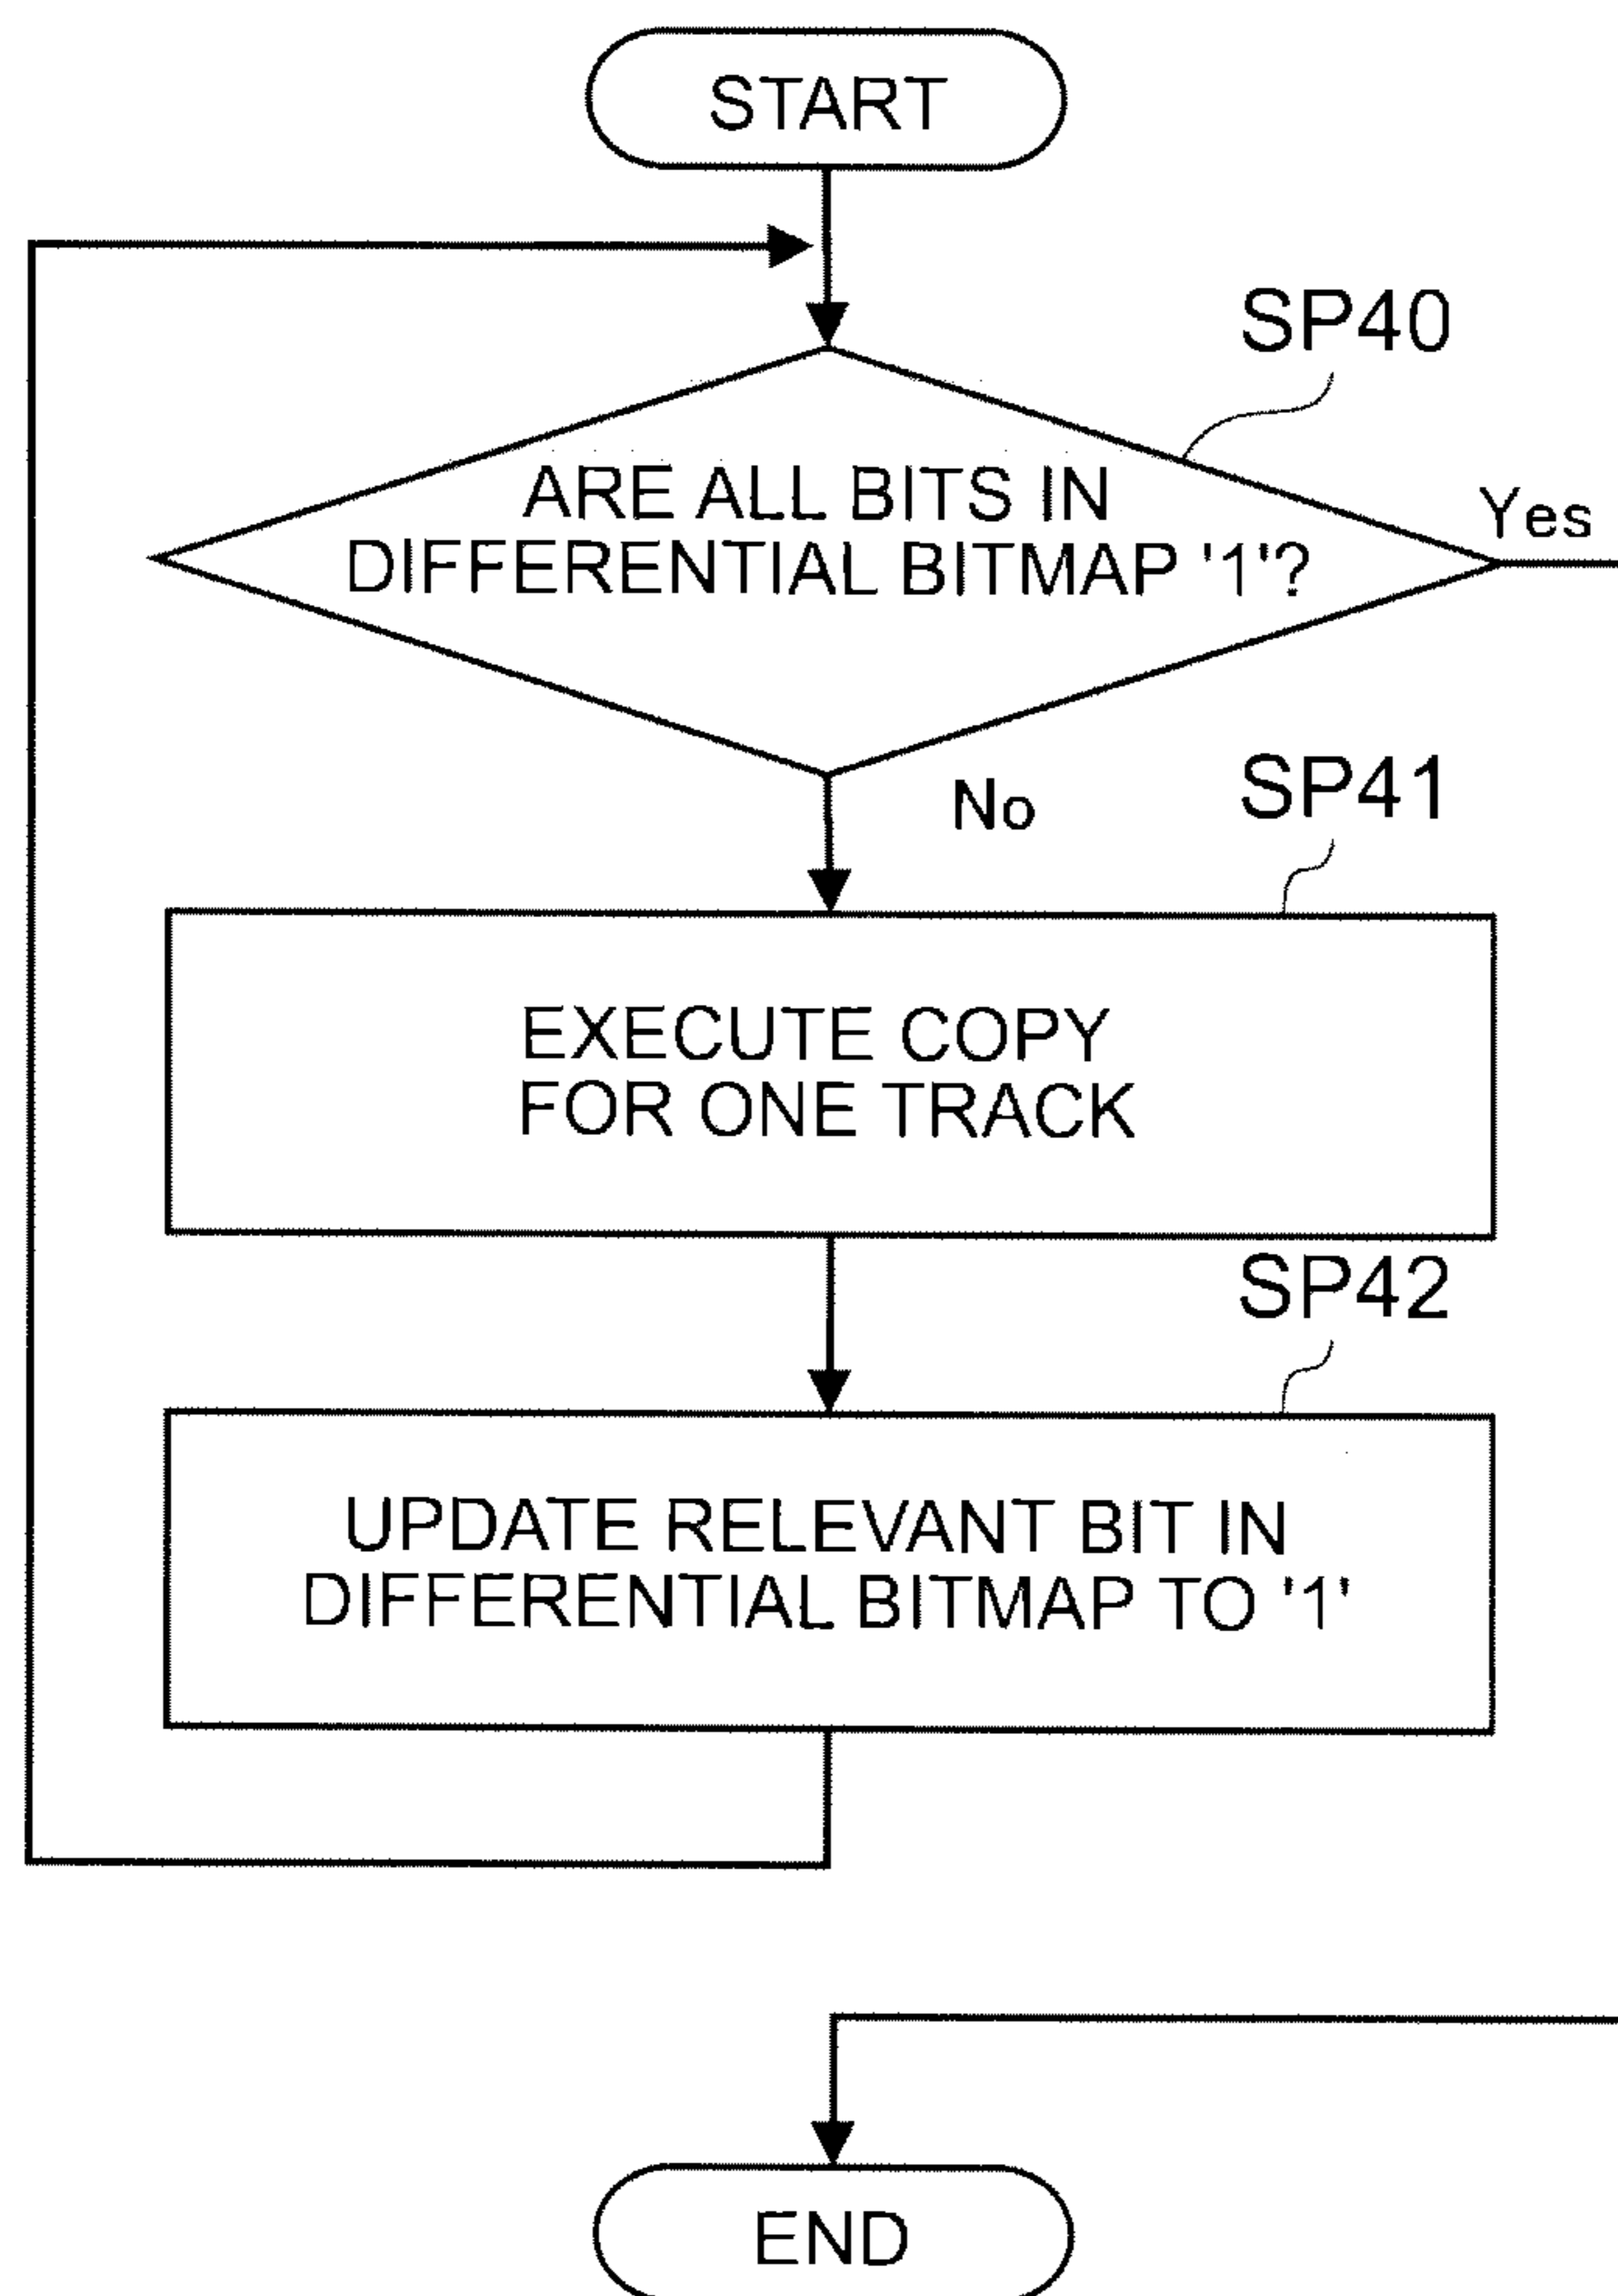 START
SP40
ARE ALL BITS IN
DIFFERENTIAL BITMAP '1'?
Yes
No
SP41
EXECUTE COPY
FOR ONE TRACK
SP42
UPDATE RELEVANT BIT IN
DIFFERENTIAL BITMAP TO '1'
END